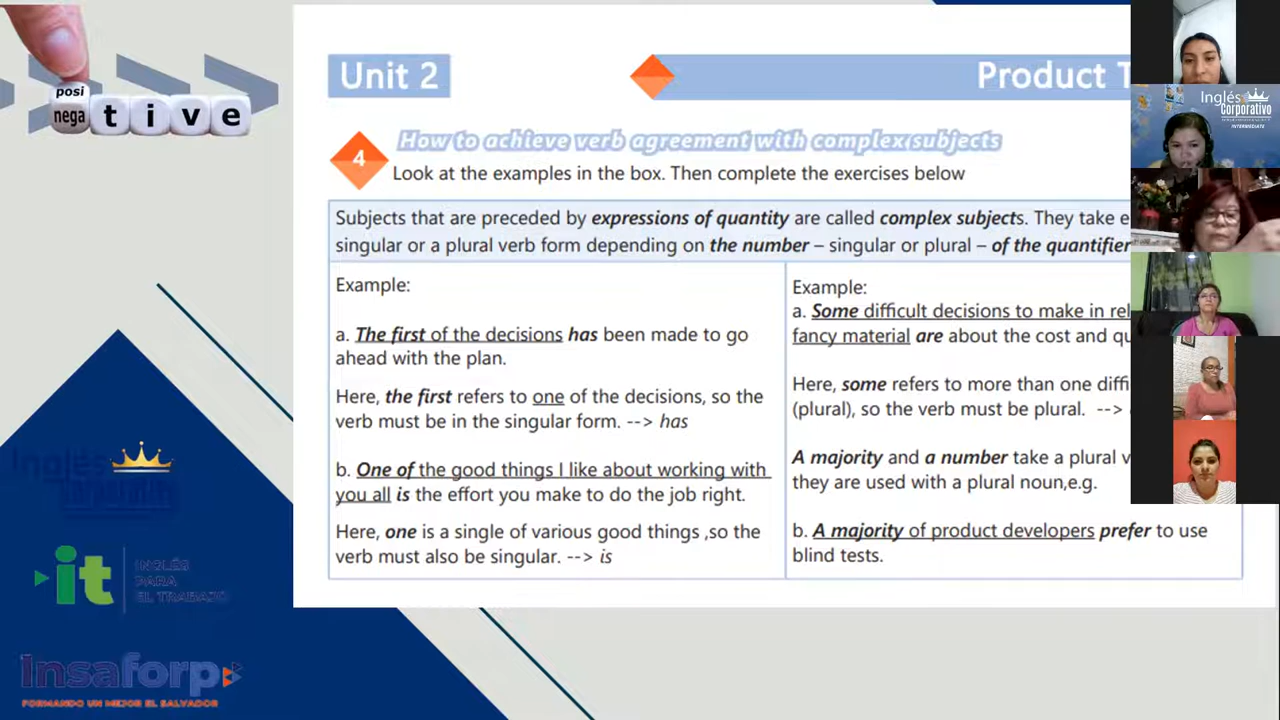 posi
nega t i v e
Unit 2
Product T
4
How to achieve verb agreement with complex subjects
Look at the examples in the box. Then complete the exercises below
Subjects that are preceded by expressions of quantity are called complex subjects. They take e
singular or a plural verb form depending on the number – singular or plural – of the quantifier
Example:
a. The first of the decisions has been made to go
ahead with the plan.
Here, the first refers to one of the decisions, so the
verb must be in the singular form. --> has
b. One of the good things I like about working with
you all is the effort you make to do the job right.
Here, one is a single of various good things ,so the
verb must also be singular. --> is
Example:
a. Some difficult decisions to make in rel
fancy material are about the cost and qu
Here, some refers to more than one diffi
(plural), so the verb must be plural. -->
A majority and a number take a plural v
they are used with a plural noun,e.g.
b. A majority of product developers prefer to use
blind tests.
Inglés
Corporativo
INTERMEDIATE
Inglés
Corporativo
it
INGLÉS
PARA
EL TRABAJO
Insaforp
FORMANDO UN MEJOR EL SALVADOR